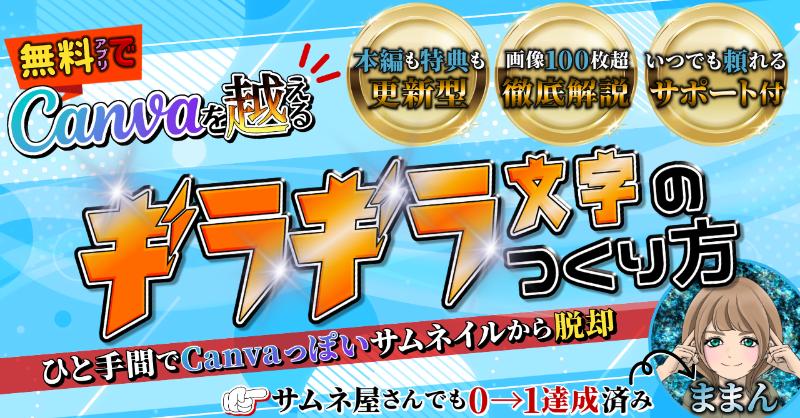 無料アプリで
Canvaを越える
本編も特典も
更新型
画像100枚超
徹底解説
いつでも頼れる
サポート付
ギラギラ文字の
つくり方
ひと手間でCanvaっぽいサムネイルから脱却
サムネ屋さんでも0→1達成済み
ままん